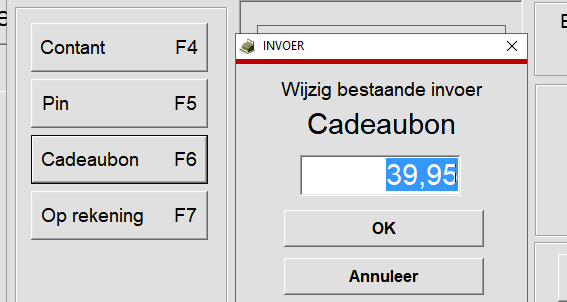 Contant F4
Pin F5
Cadeaubon F6
Op rekening F7
INVOER
Wijzig bestaande invoer
Cadeaubon
39,95
OK
Annuleer